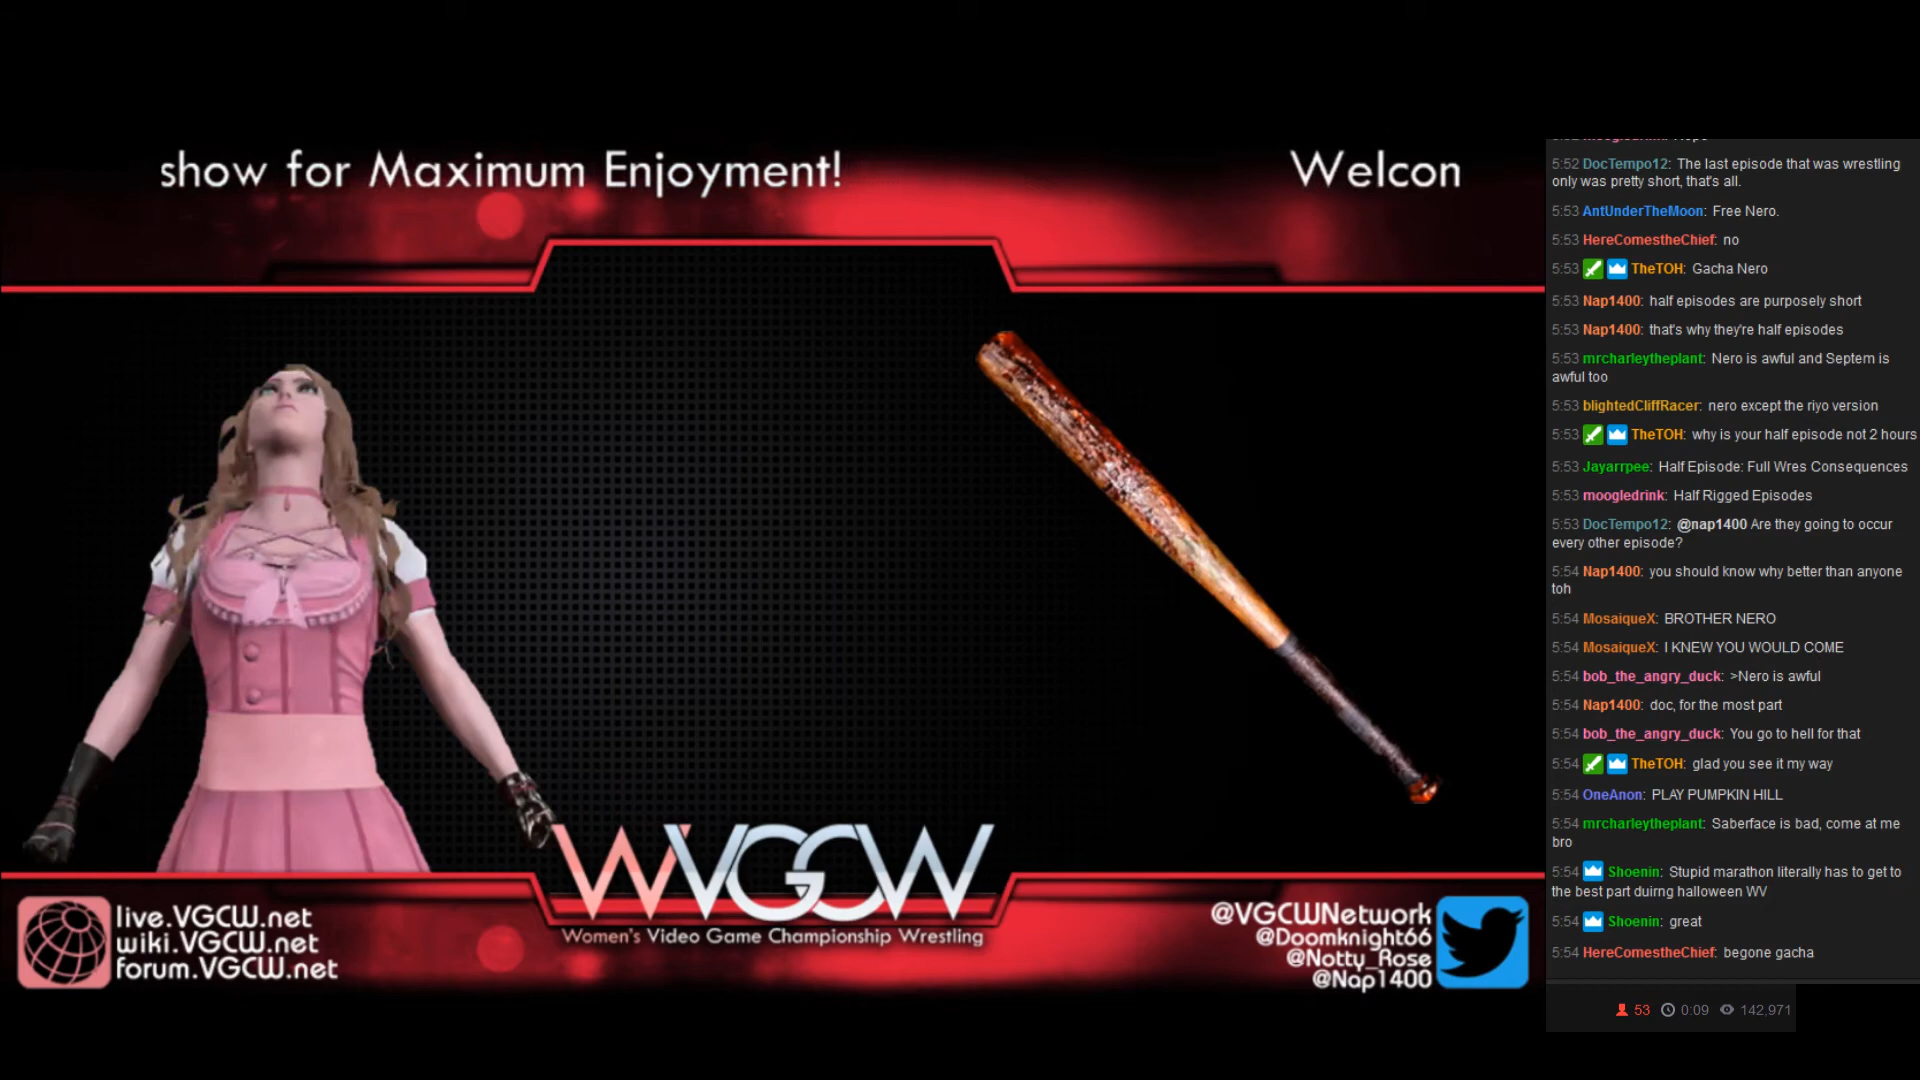 show for Maximum Enjoyment!
Welcon
WVGCW
Women's Video Game Championship Wrestling
live.VGCW.net
wiki.VGCW.net
forum.VGCW.net
@VGCWNetwork
@Doomknight66
@Notty_Rose
@Nap1400
5:52 DocTempo12: The last episode that was wrestling
only was pretty short, that's all.
5:53 AntUnderTheMoon: Free Nero.
5:53 HereComestheChief: no
5:53 TheTOH: Gacha Nero
5:53 Nap1400: half episodes are purposely short
5:53 Nap1400: that's why they're half episodes
5:53 mrcharleytheplant: Nero is awful and Septem is
awful too
5:53 blightedCliffRacer: nero except the riyo version
5:53 TheTOH: why is your half episode not 2 hours
5:53 Jayarrpee: Half Episode: Full Wres Consequences
5:53 moogledrink: Half Rigged Episodes
5:53 DocTempo12: @nap1400 Are they going to occur
every other episode?
5:54 Nap1400: you should know why better than anyone
toh
5:54 MosaiqueX: BROTHER NERO
5:54 MosaiqueX: I KNEW YOU WOULD COME
5:54 bob_the_angry_duck: >Nero is awful
5:54 Nap1400: doc, for the most part
5:54 bob_the_angry_duck: You go to hell for that
5:54 TheTOH: glad you see it my way
5:54 OneAnon: PLAY PUMPKIN HILL
5:54 mrcharleytheplant: Saberface is bad, come at me
bro
5:54 Shoenin: Stupid marathon literally has to get to
the best part duirng halloween WV
5:54 Shoenin: great
5:54 HereComestheChief: begone gacha
53 0:09 142,971